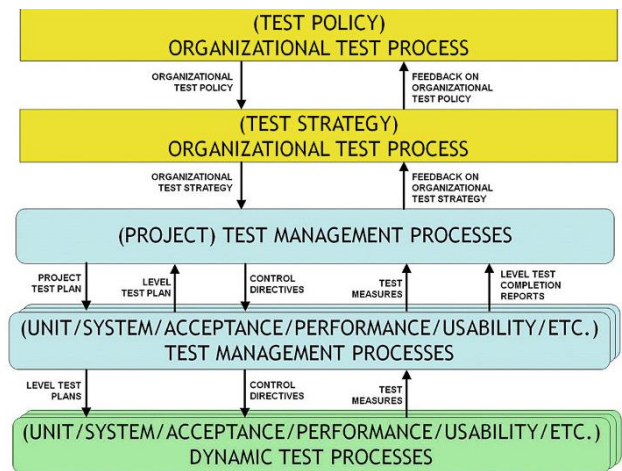 (TEST POLICY)
ORGANIZATIONAL TEST PROCESS
ORGANIZATIONAL
TEST POLICY
FEEDBACK ON
ORGANIZATIONAL
TEST POLICY
(TEST STRATEGY)
ORGANIZATIONAL TEST PROCESS
ORGANIZATIONAL
TEST STRATEGY
FEEDBACK ON
ORGANIZATIONAL
TEST STRATEGY
(PROJECT) TEST MANAGEMENT PROCESSES
PROJECT
TEST PLAN
LEVEL
TEST PLAN
CONTROL
DIRECTIVES
TEST
MEASURES
LEVEL TEST
COMPLETION
REPORTS
(UNIT/SYSTEM/ACCEPTANCE/PERFORMANCE/USABILITY/ETC.)
TEST MANAGEMENT PROCESSES
LEVEL TEST
PLANS
CONTROL
DIRECTIVES
TEST
MEASURES
(UNIT/SYSTEM/ACCEPTANCE/PERFORMANCE/USABILITY/ETC.)
DYNAMIC TEST PROCESSES